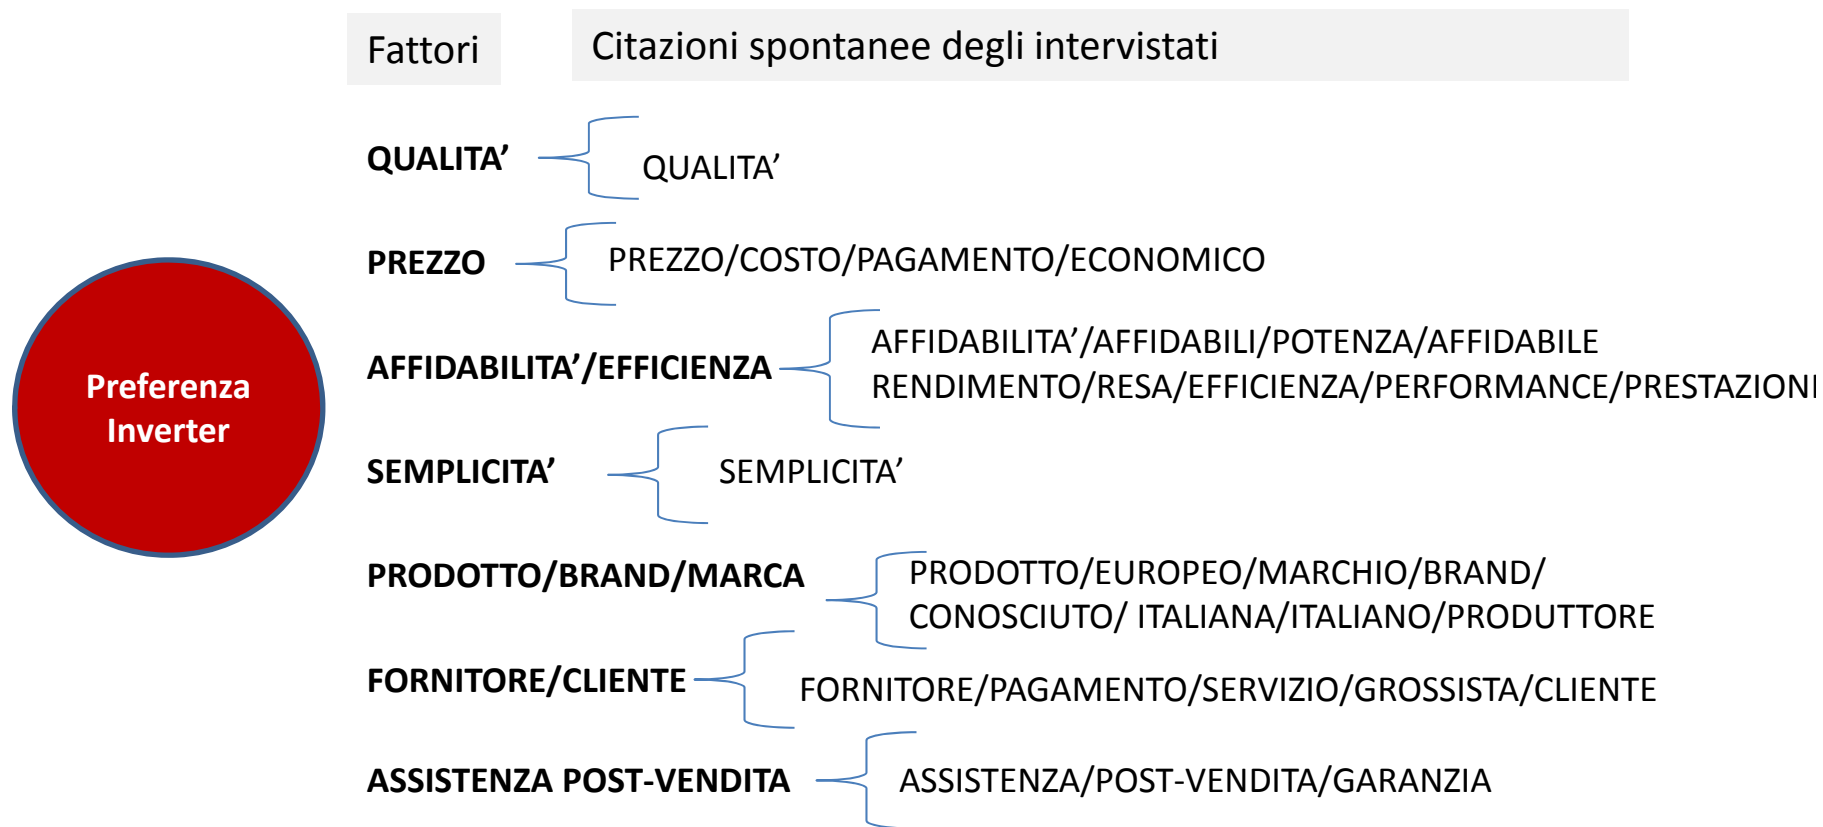 Fattori
Citazioni spontanee degli intervistati
QUALITA’
QUALITA’
PREZZO
PREZZO/COSTO/PAGAMENTO/ECONOMICO
AFFIDABILITA’/EFFICIENZA
AFFIDABILITA’/AFFIDABILI/POTENZA/AFFIDABILE
RENDIMENTO/RESA/EFFICIENZA/PERFORMANCE/PRESTAZIONI
Preferenza
Inverter
SEMPLICITA’
SEMPLICITA’
PRODOTTO/BRAND/MARCA
PRODOTTO/EUROPEO/MARCHIO/BRAND/
CONOSCIUTO/ ITALIANA/ITALIANO/PRODUTTORE
FORNITORE/CLIENTE
FORNITORE/PAGAMENTO/SERVIZIO/GROSSISTA/CLIENTE
ASSISTENZA POST-VENDITA
ASSISTENZA/POST-VENDITA/GARANZIA